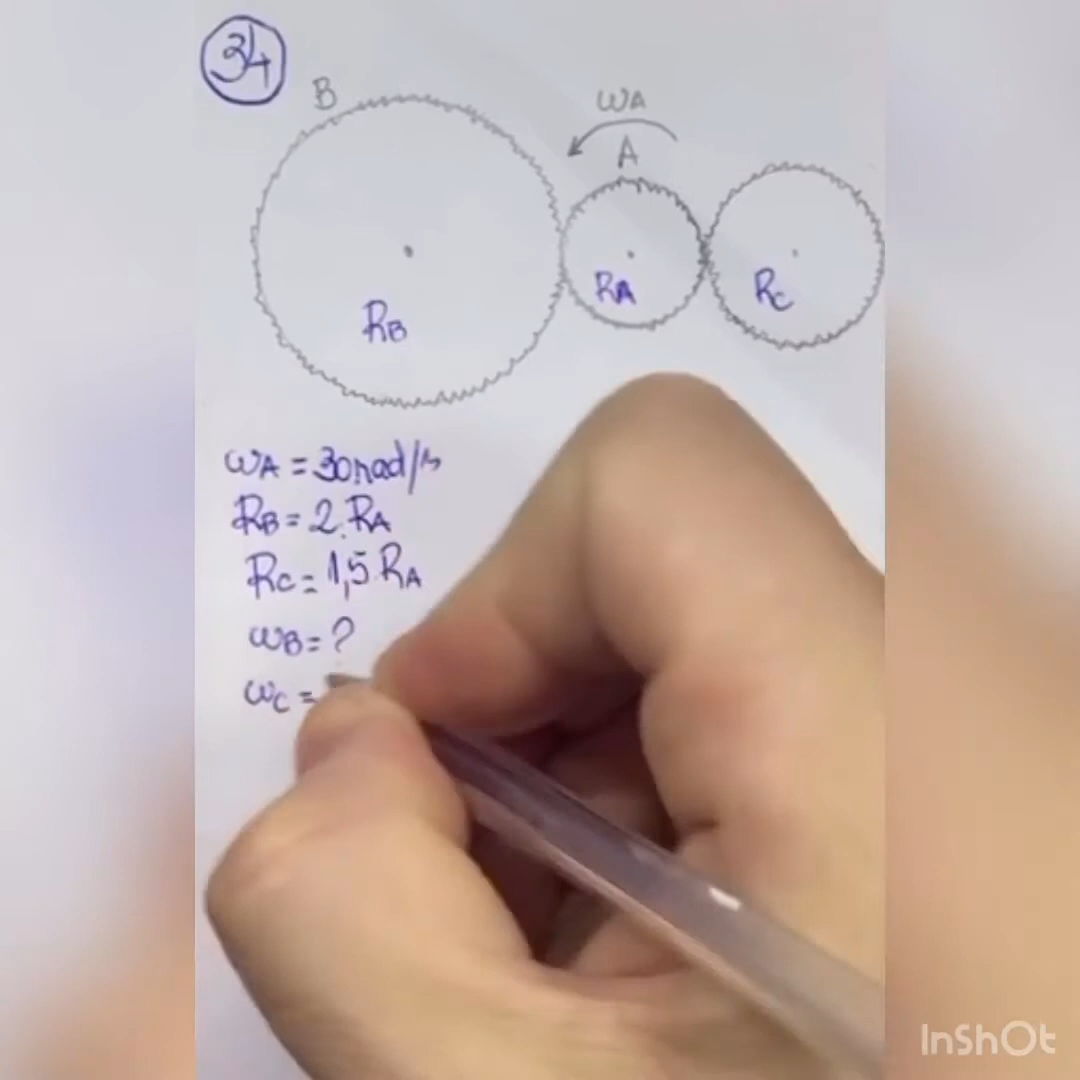 34
B
ωA
A
RB
RA
RC
ωA = 30rad/s
RB = 2.RA
RC = 1,5.RA
ωB = ?
ωC =
InShOt